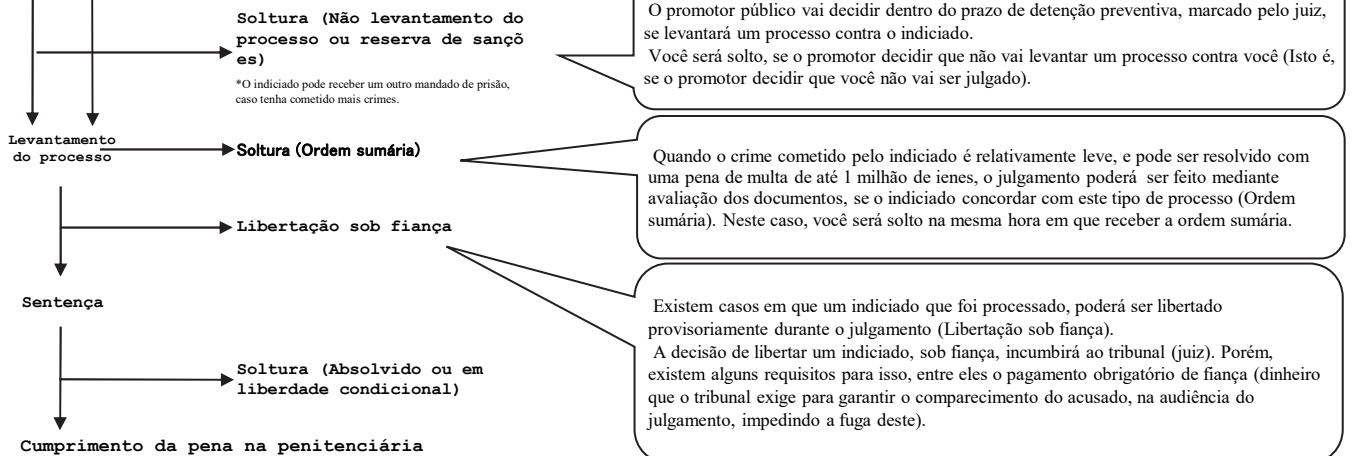 Soltura (Não levantamento do
processo ou reserva de sançõ
es)
*O indiciado pode receber um outro mandado de prisão,
caso tenha cometido mais crimes.
O promotor público vai decidir dentro do prazo de detenção preventiva, marcado pelo juiz,
se levantará um processo contra o indiciado.
Você será solto, se o promotor decidir que não vai levantar um processo contra você (Isto é,
se o promotor decidir que você não vai ser julgado).
Levantamento
do processo
Soltura (Ordem sumária)
Quando o crime cometido pelo indiciado é relativamente leve, e pode ser resolvido com
uma pena de multa de até 1 milhão de ienes, o julgamento poderá ser feito mediante
avaliação dos documentos, se o indiciado concordar com este tipo de processo (Ordem
sumária). Neste caso, você será solto na mesma hora em que receber a ordem sumária.
Libertação sob fiança
Existem casos em que um indiciado que foi processado, poderá ser libertado
provisoriamente durante o julgamento (Libertação sob fiança).
A decisão de libertar um indiciado, sob fiança, incumbirá ao tribunal (juiz). Porém,
existem alguns requisitos para isso, entre eles o pagamento obrigatório de fiança (dinheiro
que o tribunal exige para garantir o comparecimento do acusado, na audiência do
julgamento, impedindo a fuga deste).
Sentença
Soltura (Absolvido ou em
liberdade condicional)
Cumprimento da pena na penitenciária